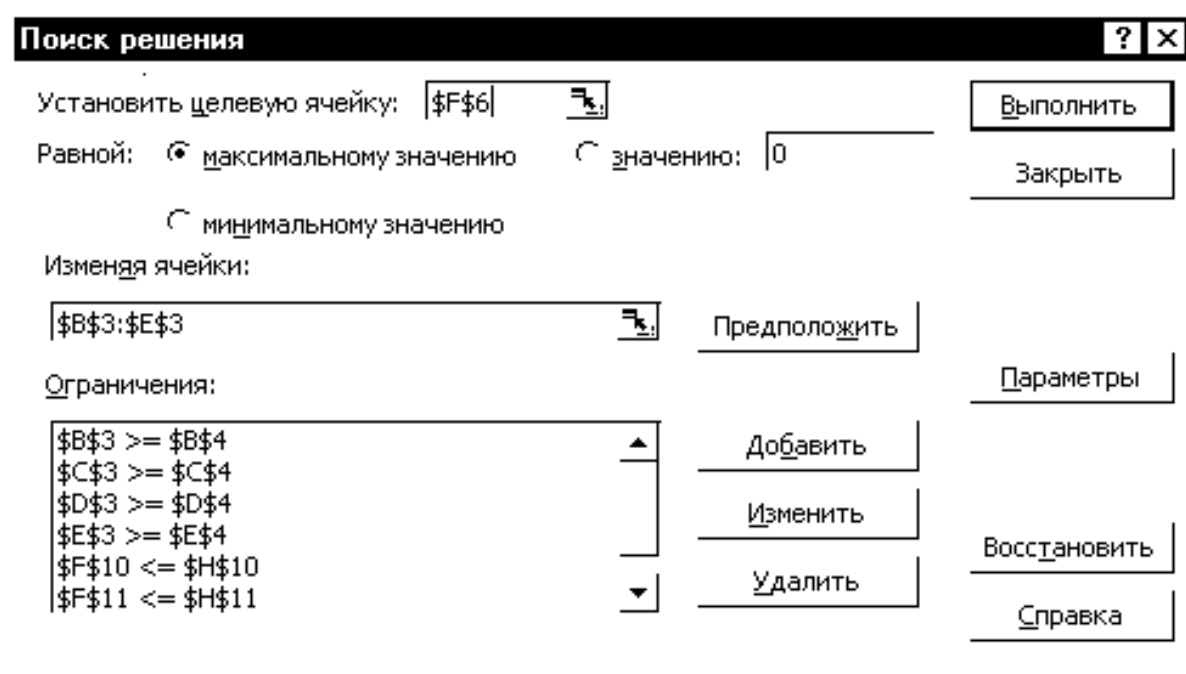 Поиск решения ? ×
Установить целевую ячейку: $F$6 Выполнить
Равной: максимальному значению значению: 0
Закрыть
минимальному значению
Изменяя ячейки:
$B$3:$E$3 Предположить
Параметры
Ограничения:
$B$3 >= $B$4 Добавить
$C$3 >= $C$4
$D$3 >= $D$4 Изменить
$E$3 >= $E$4 Восстановить
$F$10 <= $H$10 Удалить
$F$11 <= $H$11 Справка